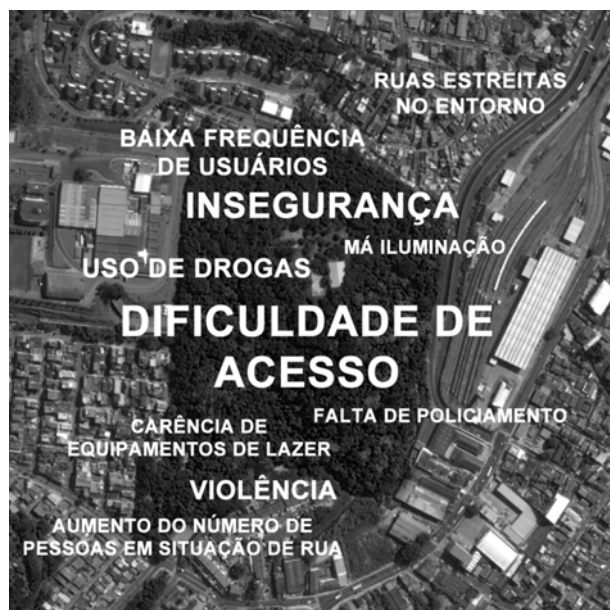 RUAS ESTREITAS
NO ENTORNO
BAIXA FREQUÊNCIA
DE USUÁRIOS
INSEGURANÇA
MÁ ILUMINAÇÃO
USO DE DROGAS
DIFICULDADE DE
ACESSO
FALTA DE POLICIAMENTO
CARÊNCIA DE
EQUIPAMENTOS DE LAZER
VIOLÊNCIA
AUMENTO DO NÚMERO DE
PESSOAS EM SITUAÇÃO DE RUA